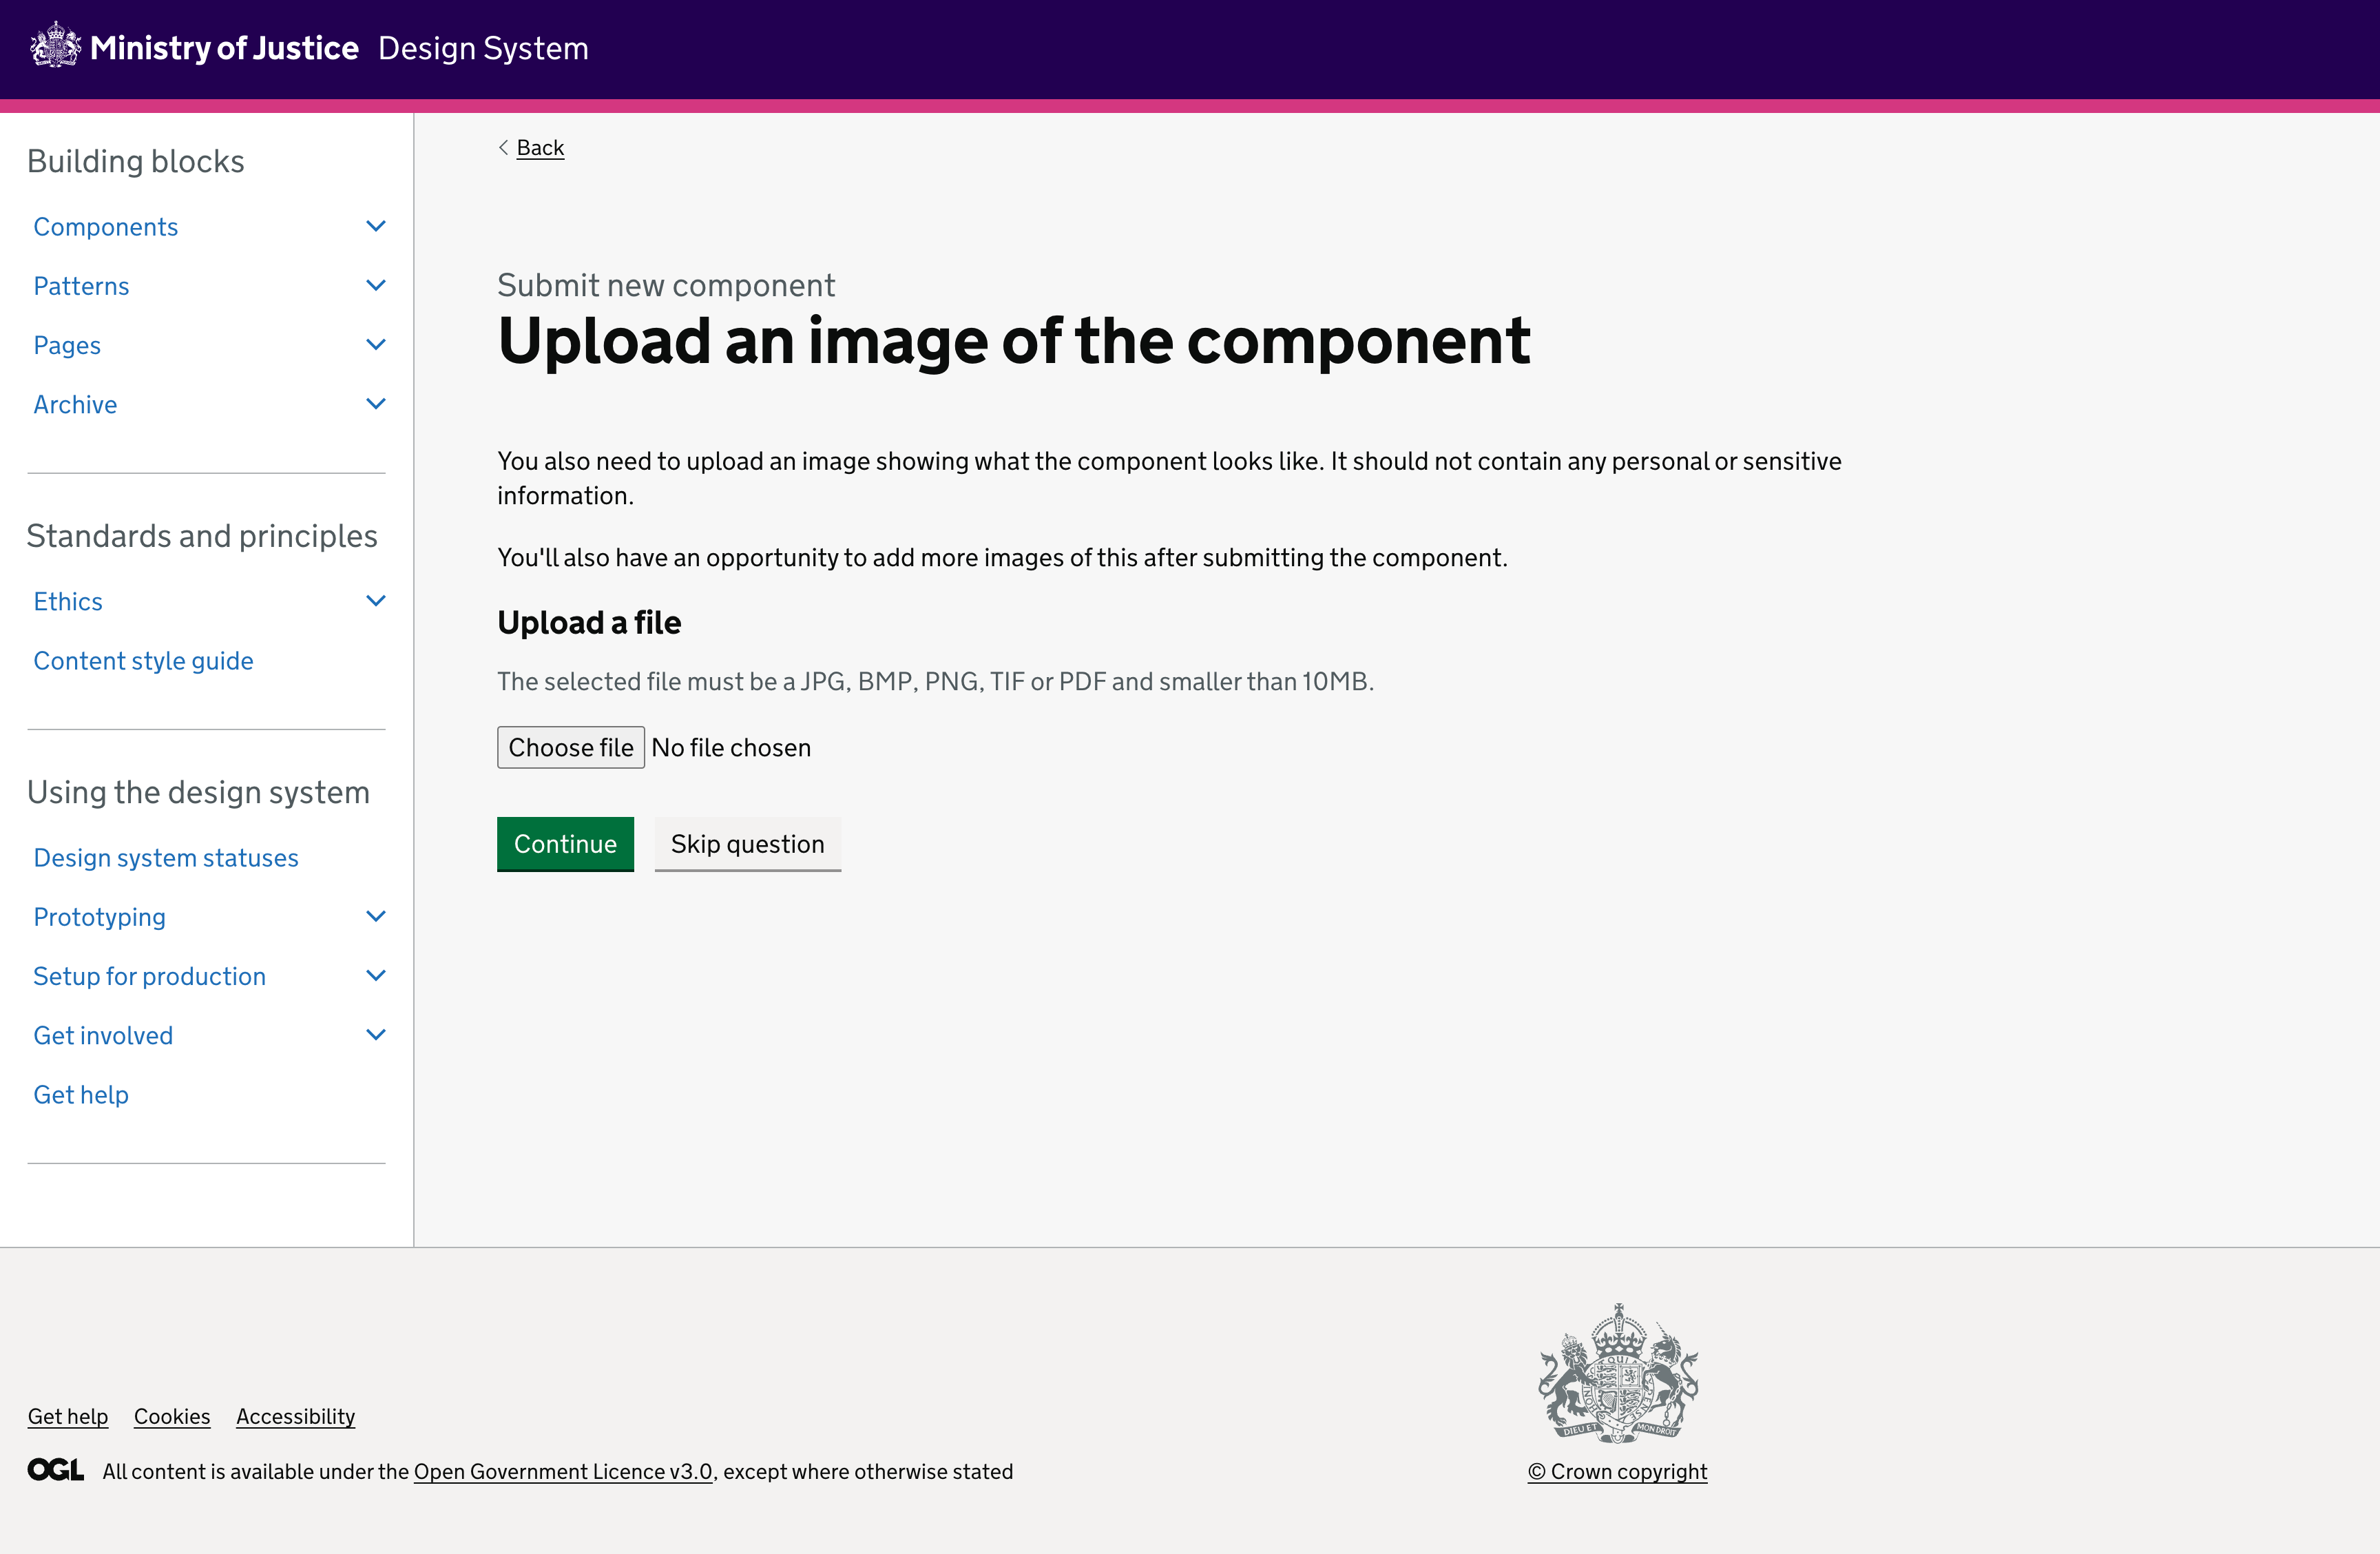 Ministry of Justice Design System
Building blocks
Components
Patterns
Pages
Archive
Standards and principles
Ethics
Content style guide
Using the design system
Design system statuses
Prototyping
Setup for production
Get involved
Get help
Back
Submit new component
Upload an image of the component
You also need to upload an image showing what the component looks like. It should not contain any personal or sensitive
information.
You'll also have an opportunity to add more images of this after submitting the component.
Upload a file
The selected file must be a JPG, BMP, PNG, TIF or PDF and smaller than 10MB.
Choose file No file chosen
Continue Skip question
Get help Cookies Accessibility
OGL All content is available under the Open Government Licence v3.0, except where otherwise stated
DIEU ET MON DROIT
© Crown copyright